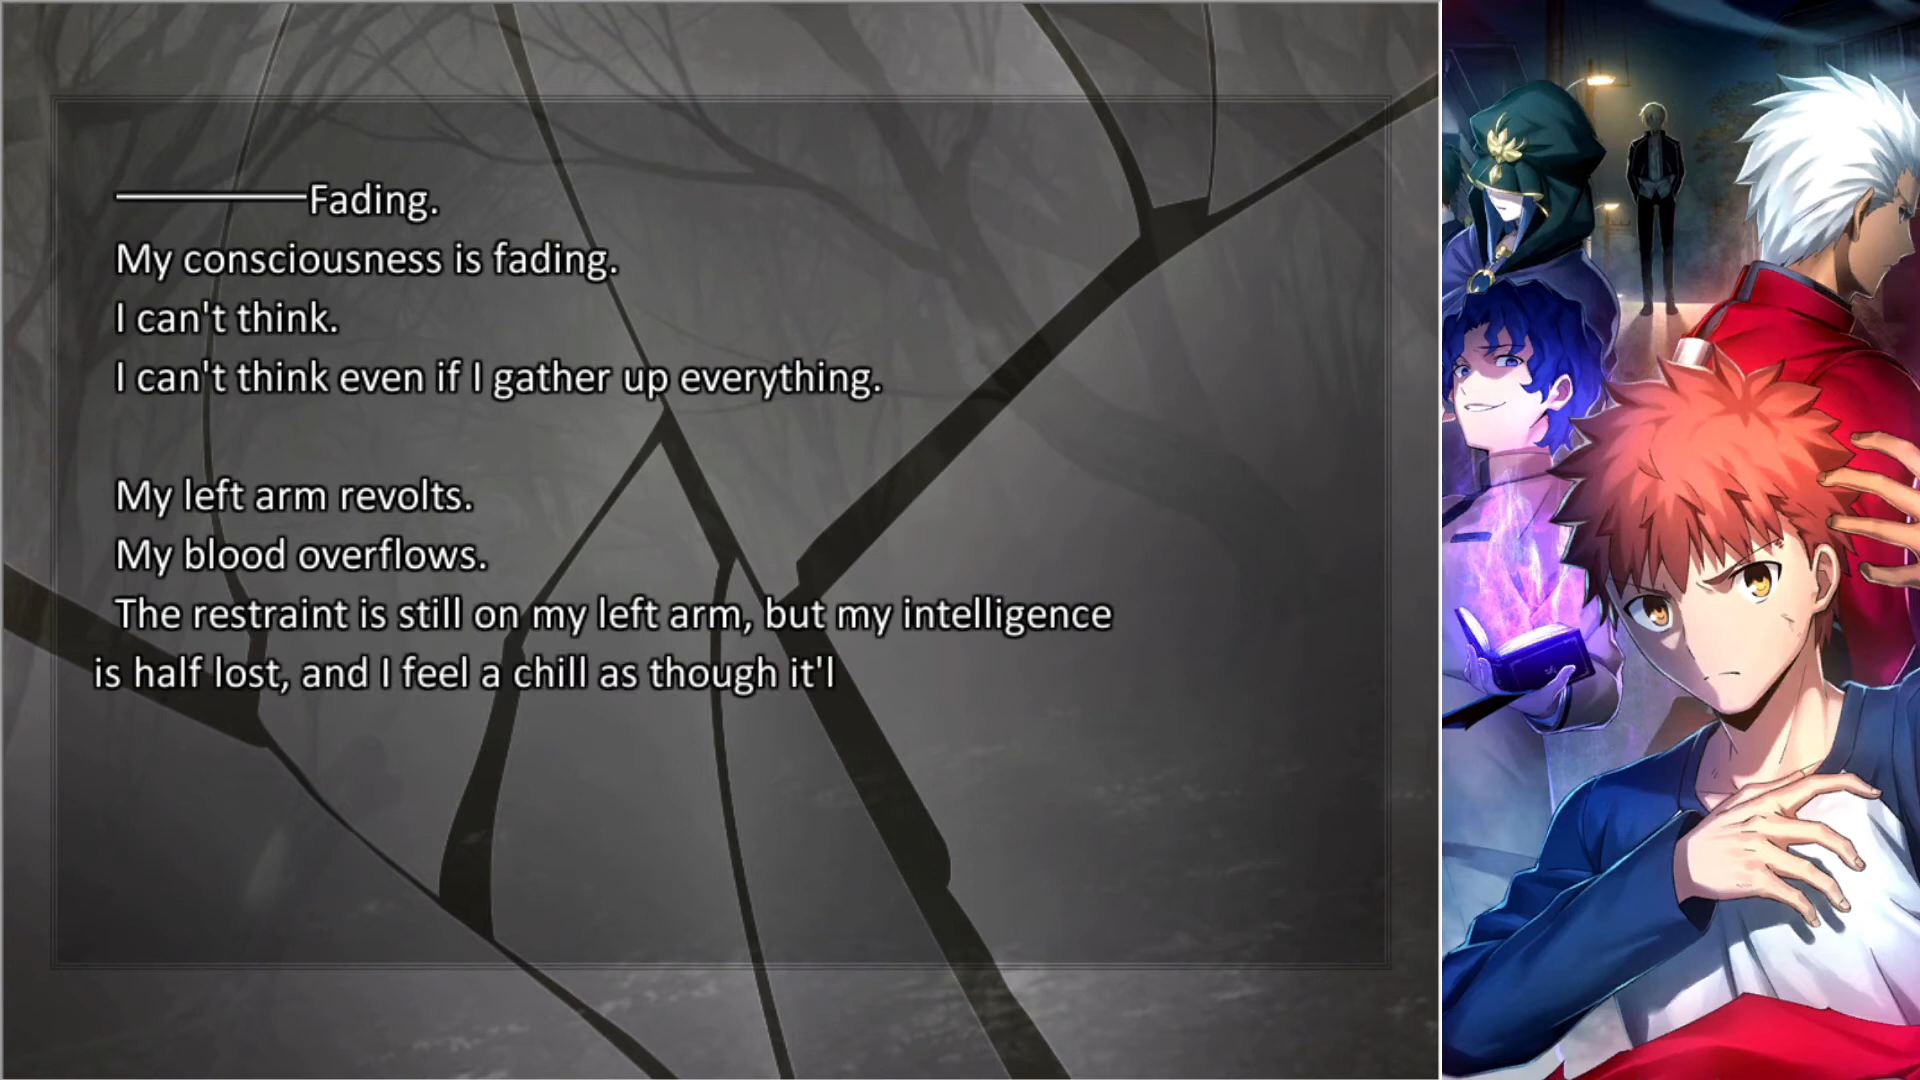 ————Fading.
My consciousness is fading.
I can't think.
I can't think even if I gather up everything.
My left arm revolts.
My blood overflows.
The restraint is still on my left arm, but my intelligence
is half lost, and I feel a chill as though it'l